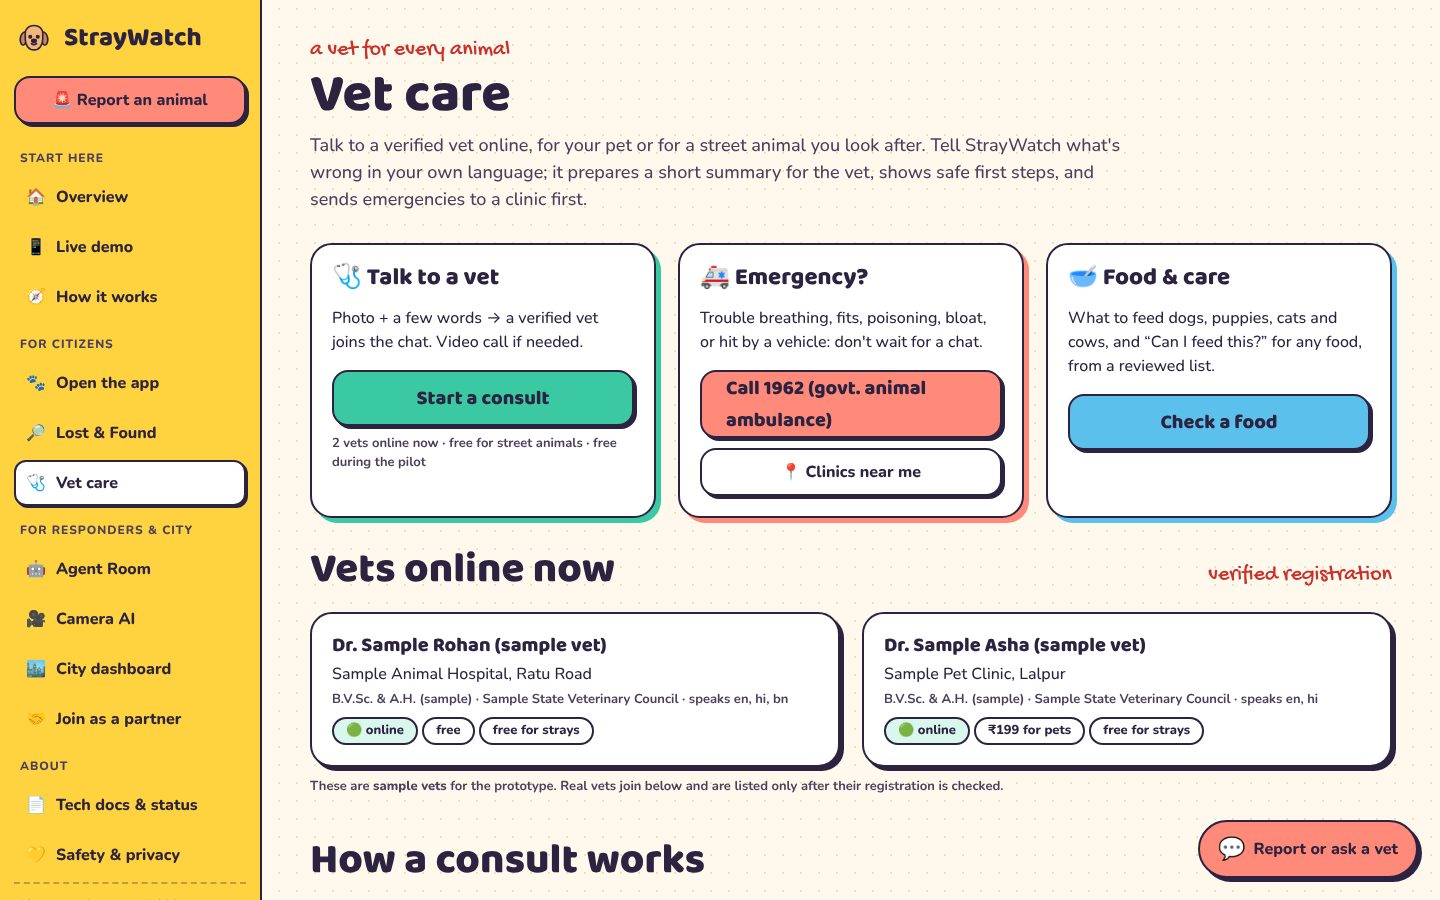 StrayWatch
Report an animal
START HERE
Overview
Live demo
How it works
FOR CITIZENS
Open the app
Lost & Found
Vet care
FOR RESPONDERS & CITY
Agent Room
Camera AI
City dashboard
Join as a partner
ABOUT
Tech docs & status
Safety & privacy
a vet for every animal
Vet care
Talk to a verified vet online, for your pet or for a street animal you look after. Tell StrayWatch what's
wrong in your own language; it prepares a short summary for the vet, shows safe first steps, and
sends emergencies to a clinic first.
Talk to a vet
Photo + a few words → a verified vet
joins the chat. Video call if needed.
Start a consult
2 vets online now · free for street animals · free
during the pilot
Emergency?
Trouble breathing, fits, poisoning, bloat,
or hit by a vehicle: don't wait for a chat.
Call 1962 (govt. animal
ambulance)
Clinics near me
Food & care
What to feed dogs, puppies, cats and
cows, and “Can I feed this?” for any food,
from a reviewed list.
Check a food
Vets online now
verified registration
Dr. Sample Rohan (sample vet)
Sample Animal Hospital, Ratu Road
B.V.Sc. & A.H. (sample) · Sample State Veterinary Council · speaks en, hi, bn
online free free for strays
Dr. Sample Asha (sample vet)
Sample Pet Clinic, Lalpur
B.V.Sc. & A.H. (sample) · Sample State Veterinary Council · speaks en, hi
online ₹199 for pets free for strays
These are sample vets for the prototype. Real vets join below and are listed only after their registration is checked.
How a consult works
Report or ask a vet